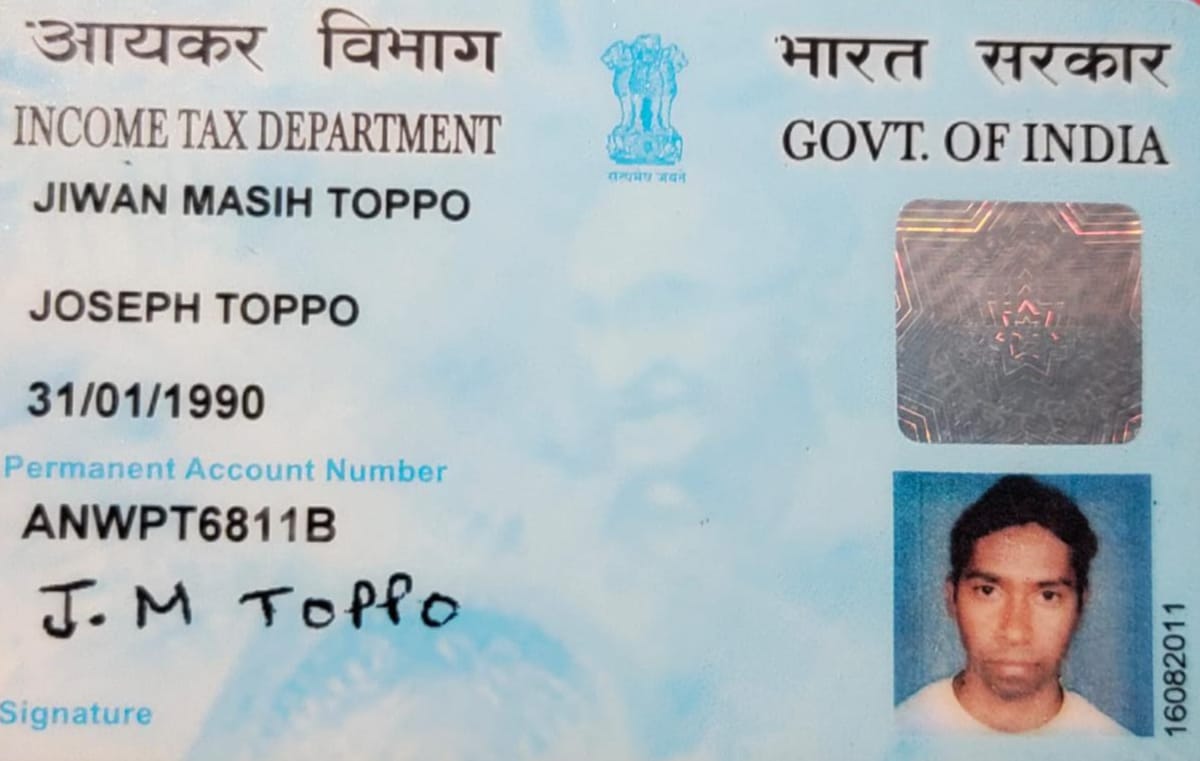 आयकर विभाग
भारत सरकार
INCOME TAX DEPARTMENT
GOVT. OF INDIA
सत्यमेव जयते
JIWAN MASIH TOPPO
JOSEPH TOPPO
31/01/1990
Permanent Account Number
ANWPT6811B
J. M TOPPO
Signature
16082011